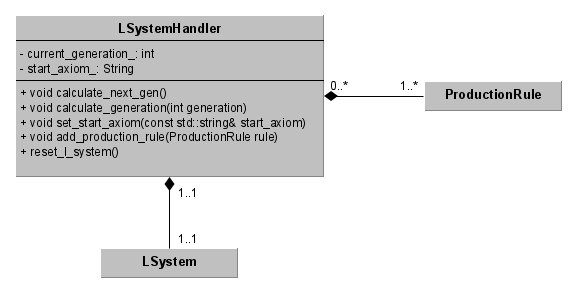 LSystemHandler
- current_generation_: int
- start_axiom_: String
+ void calculate_next_gen()
+ void calculate_generation(int generation)
+ void set_start_axiom(const std::string& start_axiom)
+ void add_production_rule(ProductionRule rule)
+ reset_l_system()
0..*
1..*
ProductionRule
1..1
1..1
LSystem